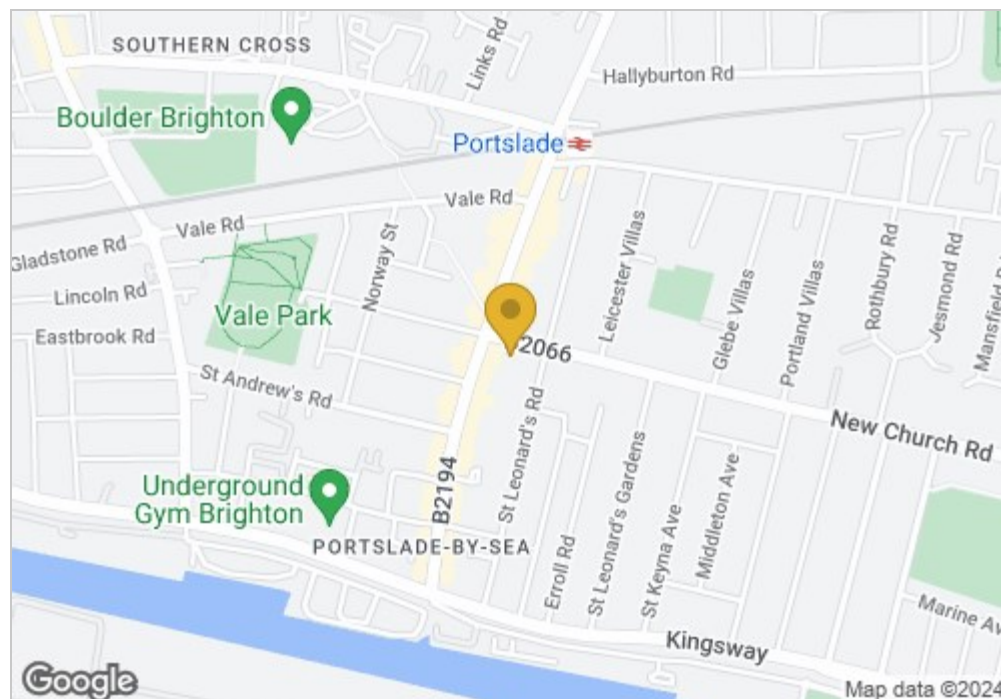 SOUTHERN CROSS
Links Rd
Hallyburton Rd
Boulder Brighton
Portslade
Vale Rd
Vale Rd
Gladstone Rd
Norway St
Leicester Villas
Glebe Villas
Portland Villas
Rothbury Rd
Jesmond Rd
Mansfield Rd
Lincoln Rd
Vale Park
Eastbrook Rd
2066
St Andrew's Rd
New Church Rd
St Leonard's Rd
B2194
Underground
Gym Brighton
St Leonard's Gardens
Middleton Ave
PORTSLADE-BY-SEA
Erroll Rd
St Keyna Ave
Marine Av
Kingsway
Google
Map data ©2024